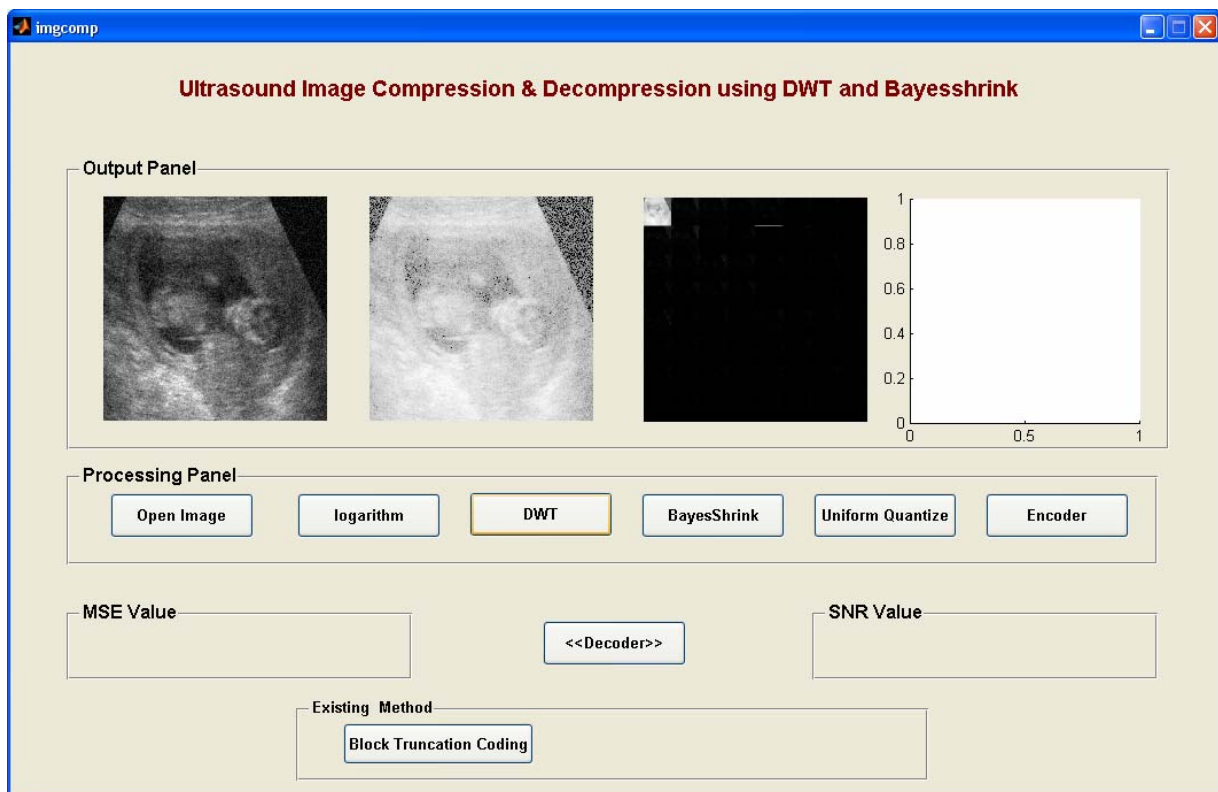 imgcomp
Ultrasound Image Compression & Decompression using DWT and Bayesshrink
Output Panel
1
0.8
0.6
0.4
0.2
0
0 0.5 1
Processing Panel
Open Image logarithm DWT BayesShrink Uniform Quantize Encoder
MSE Value
<<Decoder>>
SNR Value
Existing Method
Block Truncation Coding